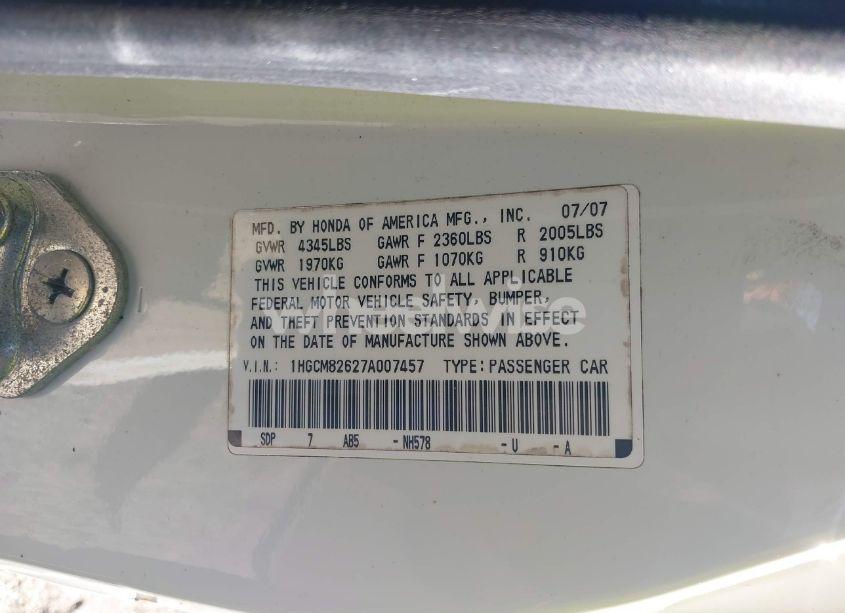 MFD. BY HONDA OF AMERICA MFG., INC. 07/07
GVWR 4345LBS GAWR F 2360LBS R 2005LBS
GVWR 1970KG GAWR F 1070KG R 910KG
THIS VEHICLE CONFORMS TO ALL APPLICABLE
FEDERAL MOTOR VEHICLE SAFETY, BUMPER,
AND THEFT PREVENTION STANDARDS IN EFFECT
ON THE DATE OF MANUFACTURE SHOWN ABOVE.
V.I.N.: 1HGCM82627A007457 TYPE: PASSENGER CAR
SDP 7 AB5 -NH578 -U -A